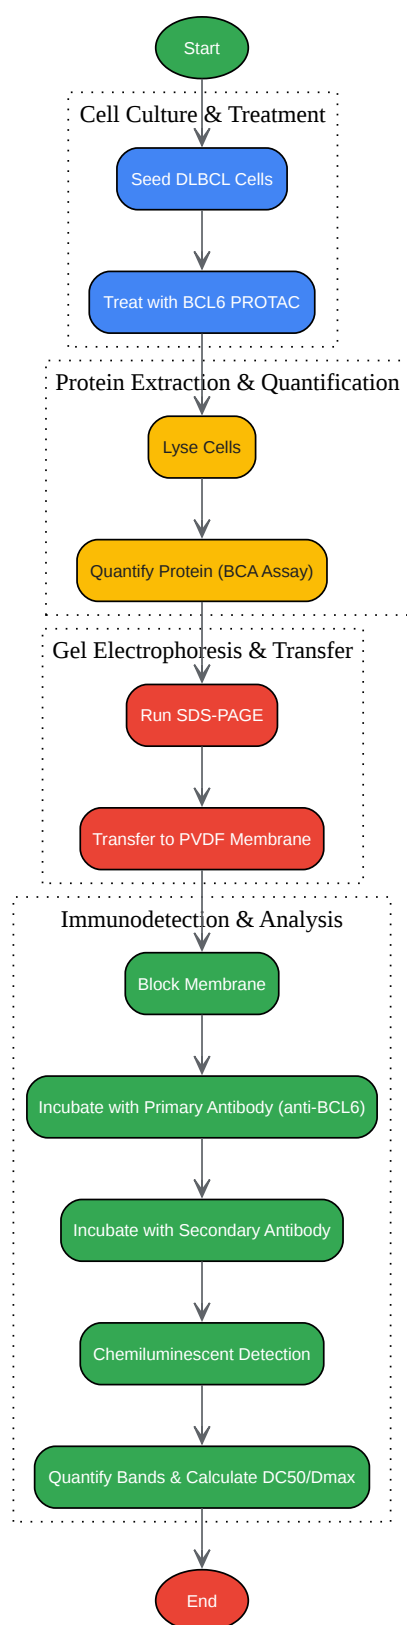 Start
Cell Culture & Treatment
Seed DLBCL Cells
Treat with BCL6 PROTAC
Protein Extraction & Quantification
Lyse Cells
Quantify Protein (BCA Assay)
Gel Electrophoresis & Transfer
Run SDS-PAGE
Transfer to PVDF Membrane
Immunodetection & Analysis
Block Membrane
Incubate with Primary Antibody (anti-BCL6)
Incubate with Secondary Antibody
Chemiluminescent Detection
Quantify Bands & Calculate DC50/Dmax
End